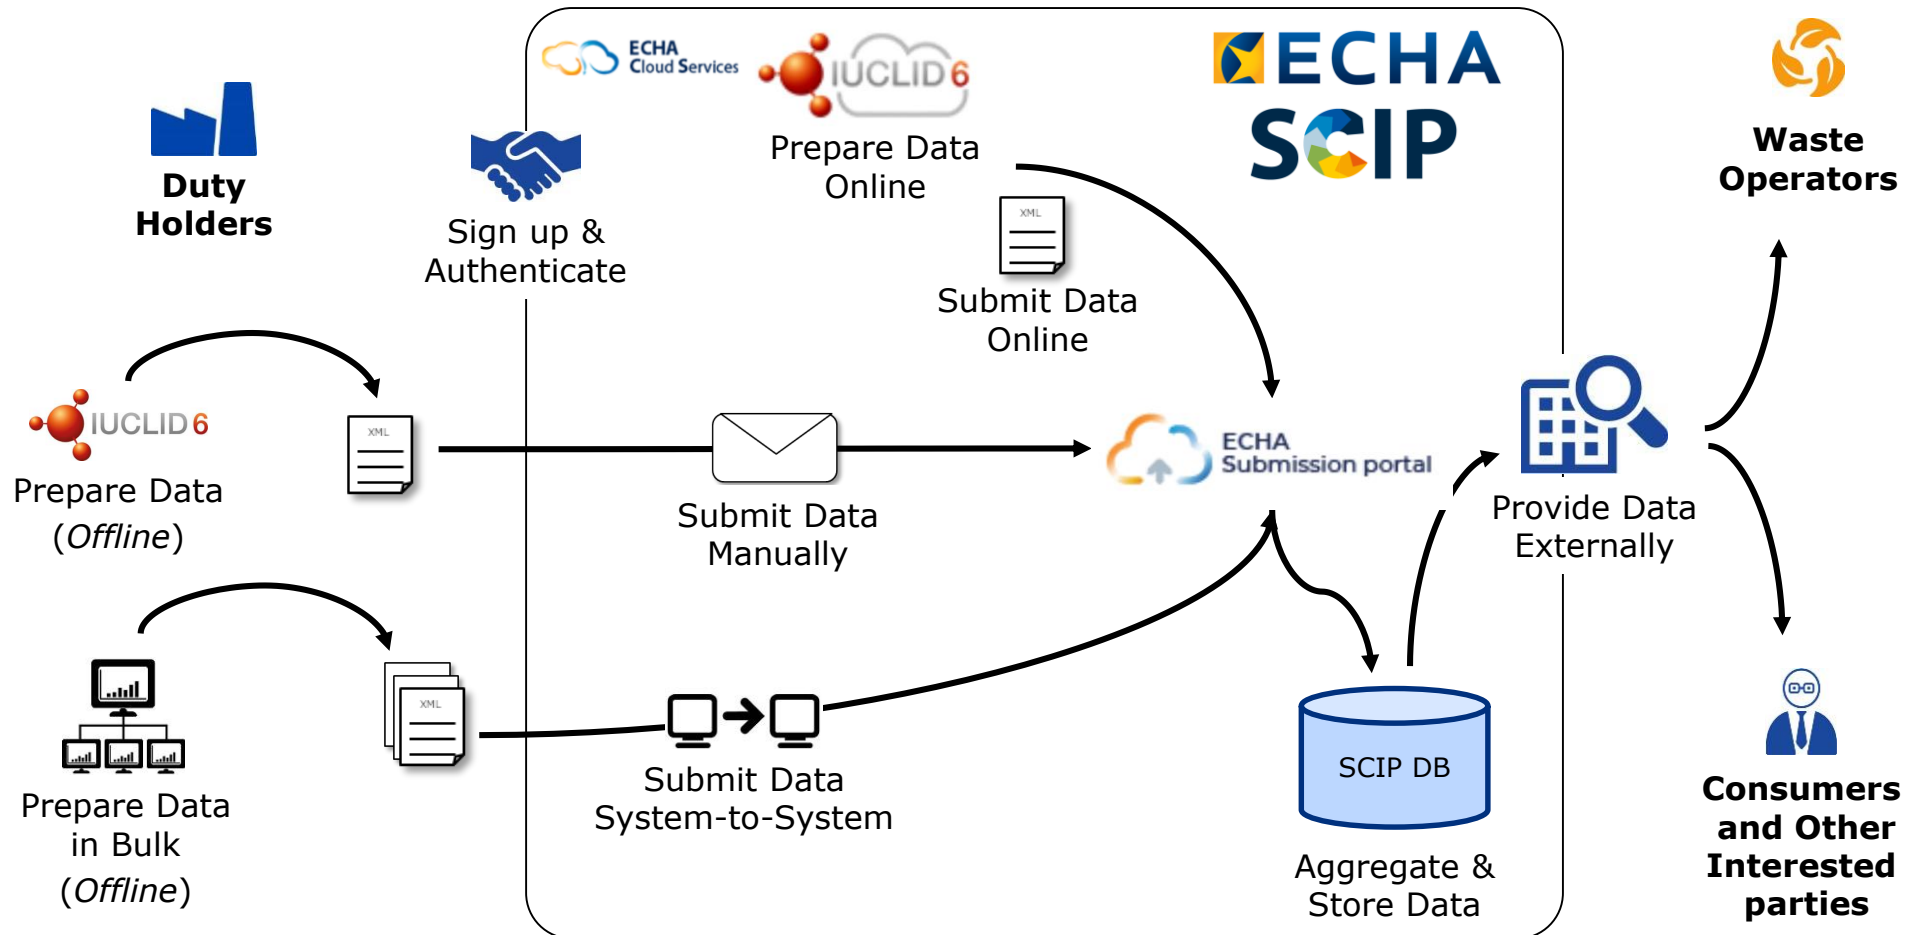 Duty
Holders
Sign up &
Authenticate
ECHA
Cloud Services
IUCLID 6
Prepare Data
Online
XML
Submit Data
Online
ECHA
SCIP
Waste
Operators
IUCLID 6
Prepare Data
(Offline)
XML
Submit Data
Manually
ECHA
Submission portal
Provide Data
Externally
Prepare Data
in Bulk
(Offline)
XML
Submit Data
System-to-System
SCIP DB
Aggregate &
Store Data
Consumers
and Other
Interested
parties